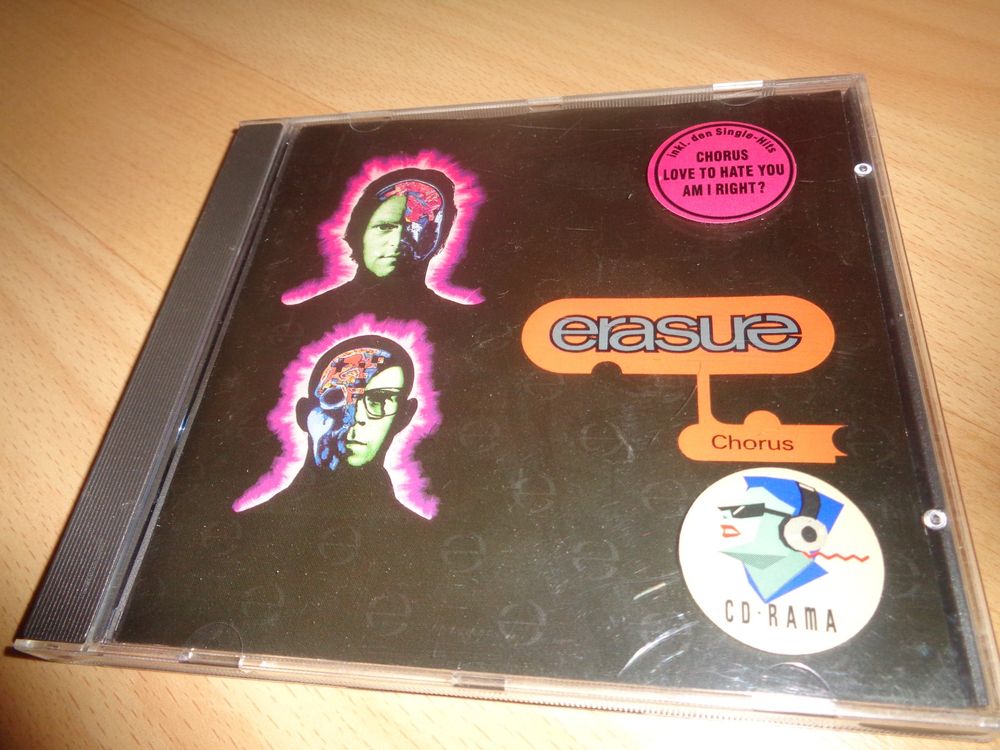 inkl. den Single-Hits
CHORUS
LOVE TO HATE YOU
AM I RIGHT?
erasure
Chorus
CD-RAMA